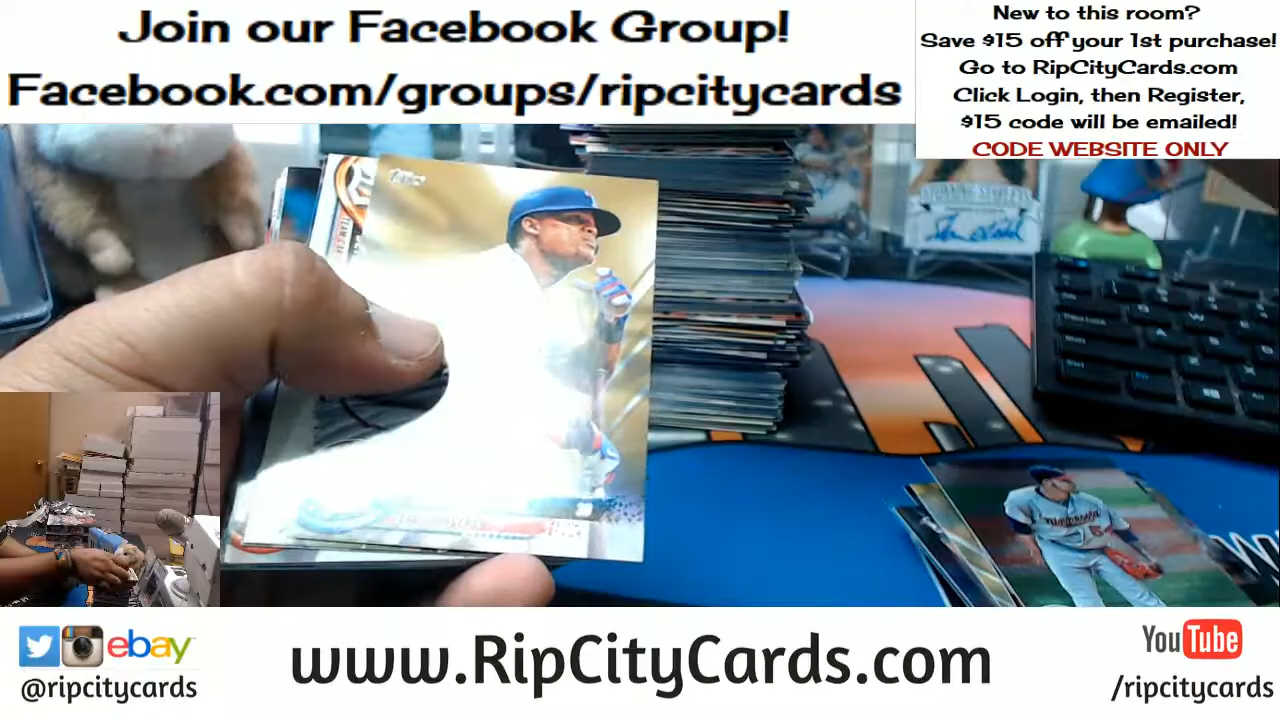 Join our Facebook Group!
Facebook.com/groups/ripcitycards
New to this room?
Save $15 off your 1st purchase!
Go to RipCityCards.com
Click Login, then Register,
$15 code will be emailed!
CODE WEBSITE ONLY
Topps
Minnesota
ebay
@ripcitycards
www.RipCityCards.com
YouTube
/ripcitycards